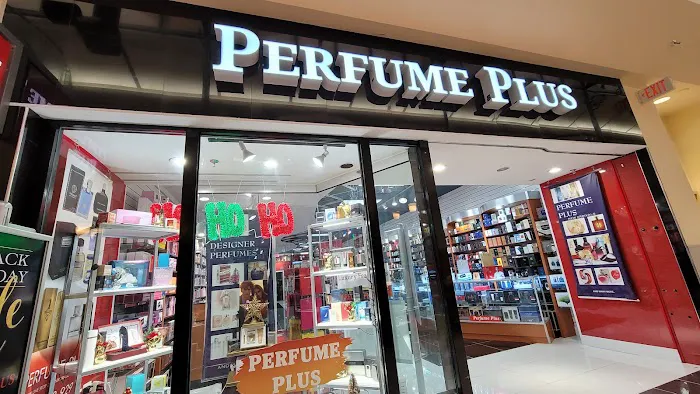 PERFUME PLUS
EXIT
HO
HO
DESIGNER
PERFUMES
PERFUME
PLUS
Perfume Plus
PERFUME
PLUS